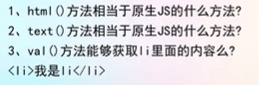 1、html()方法相当于原生JS的什么方法?
2、text()方法相当于原生JS的什么方法?
3、val()方法能够获取li里面的内容么?
<li>我是li</li>